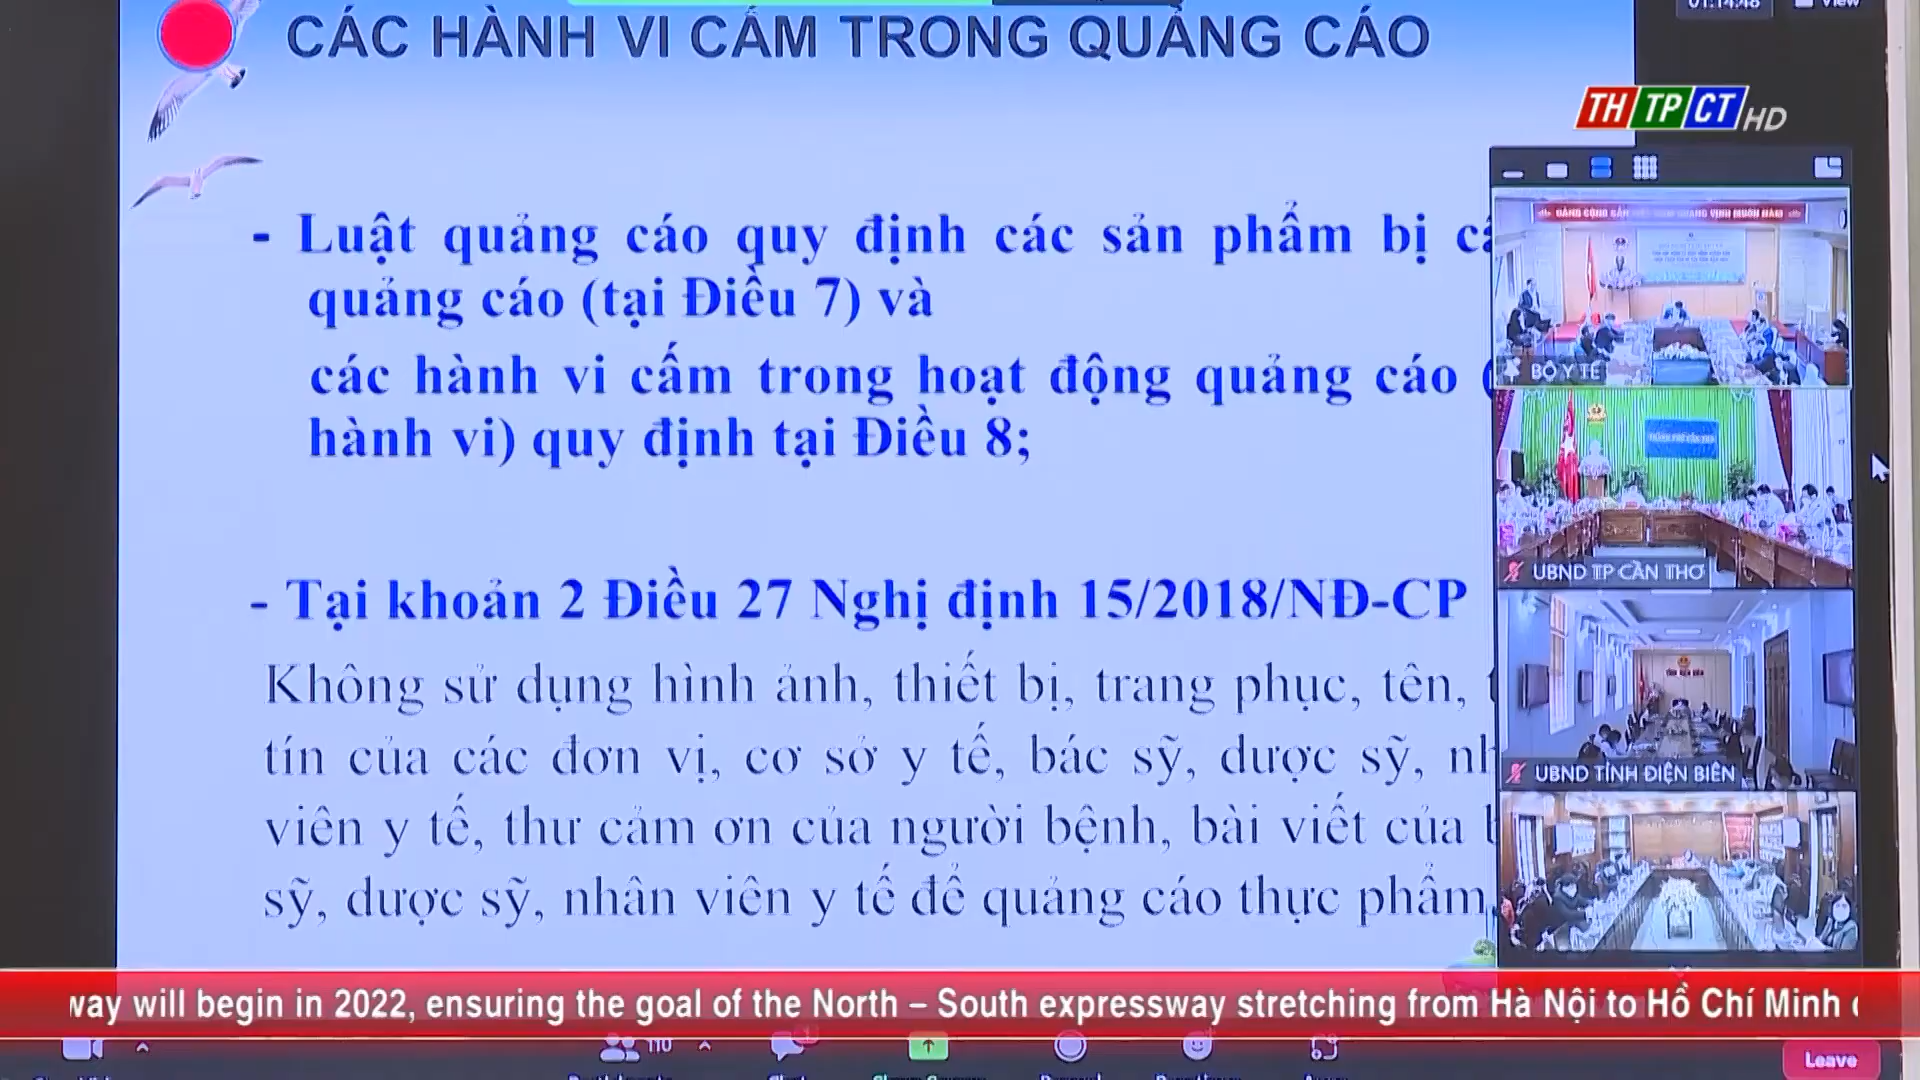 CÁC HÀNH VI CẤM TRONG QUẢNG CÁO
View
TH TP CT HD
- Luật quảng cáo quy định các sản phẩm bị
quảng cáo (tại Điều 7) và
các hành vi cấm trong hoạt động quảng cáo (
hành vi) quy định tại Điều 8;
- Tại khoản 2 Điều 27 Nghị định 15/2018/NĐ-CP
Không sử dụng hình ảnh, thiết bị, trang phục, tên,
tín của các đơn vị, cơ sở y tế, bác sỹ, dược sỹ,
viên y tế, thư cảm ơn của người bệnh, bài viết của
sỹ, dược sỹ, nhân viên y tế để quảng cáo thực phẩm.
BỘ Y TẾ
UBND TP CẦN THƠ
UBND TỈNH ĐIỆN BIÊN
way will begin in 2022, ensuring the goal of the North – South expressway stretching from Hà Nội to Hồ Chí Minh
110
Leave